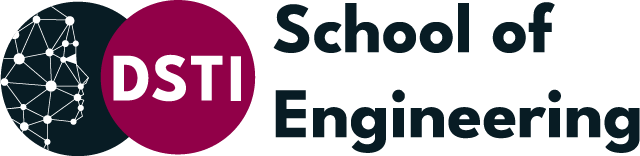 DSTI
School of
Engineering